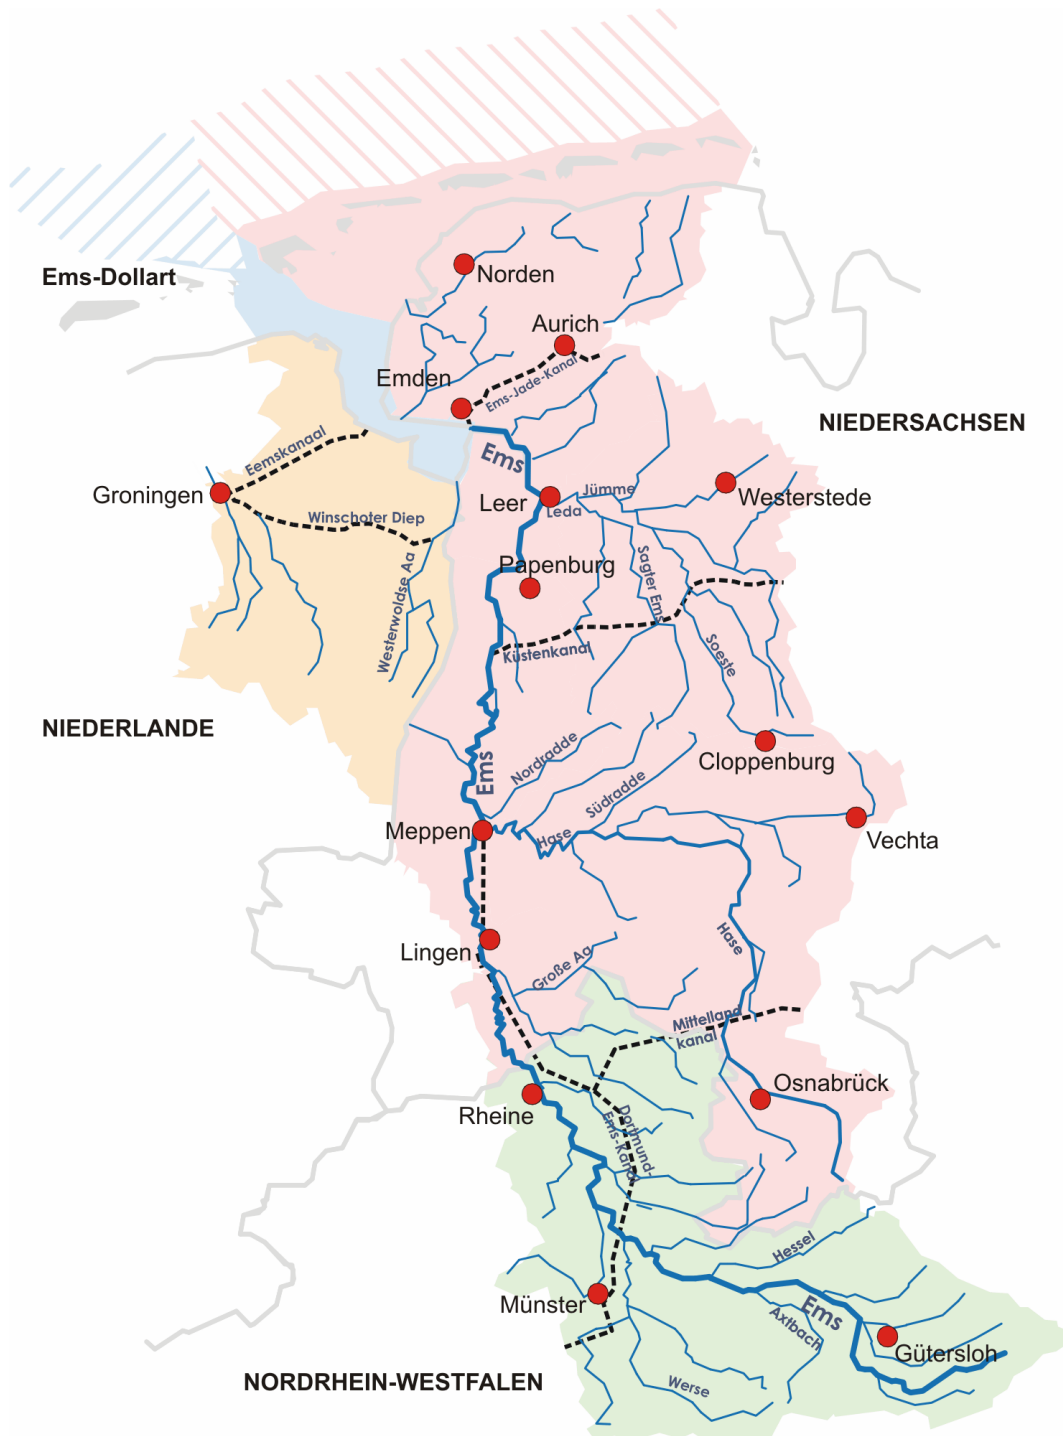 Ems-Dollart
Norden
Aurich
Emden
Ems-Jade-Kanal
NIEDERSACHSEN
Eemskanaal
Ems
Groningen
Leer
Jümme
Westerstede
Leda
Winschoter Diep
Papenburg
Sagter Ems
Westerwoldse Aa
Küstenkanal
Soeste
NIEDERLANDE
Ems
Nordradde
Cloppenburg
Südradde
Meppen
Hase
Vechta
Hase
Lingen
Große Aa
Mittelland
kanal
Osnabrück
Rheine
Dortmund-
Ems-Kanal
Hessel
Münster
Ems
Axtbach
Gütersloh
NORDRHEIN-WESTFALEN
Werse